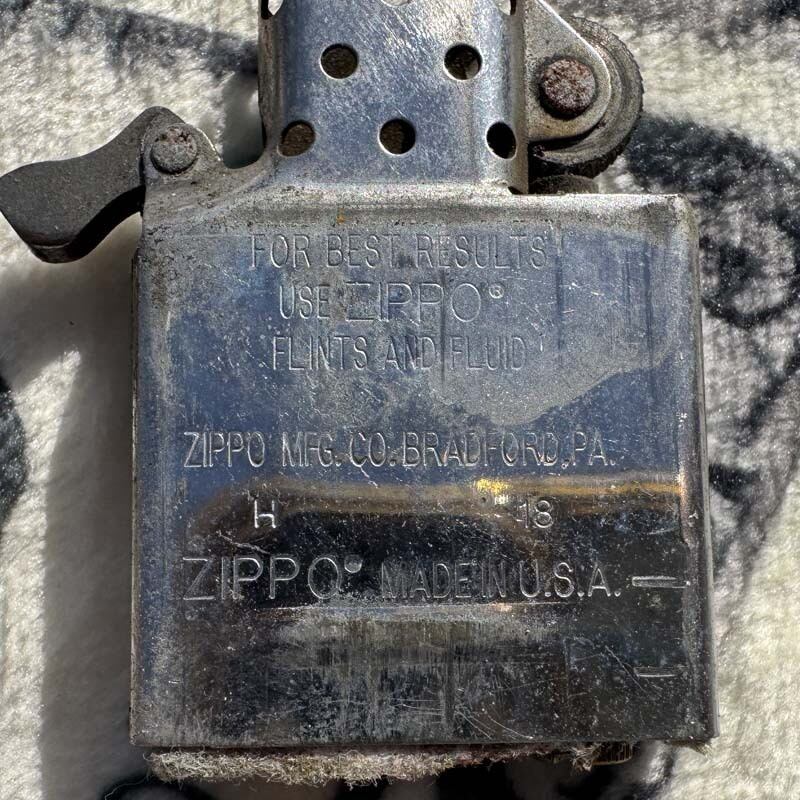 FOR BEST RESULTS
USE ZIPPO®
FLINTS AND FLUID
ZIPPO MFG. CO. BRADFORD, PA.
H 18
ZIPPO® MADE IN U.S.A.